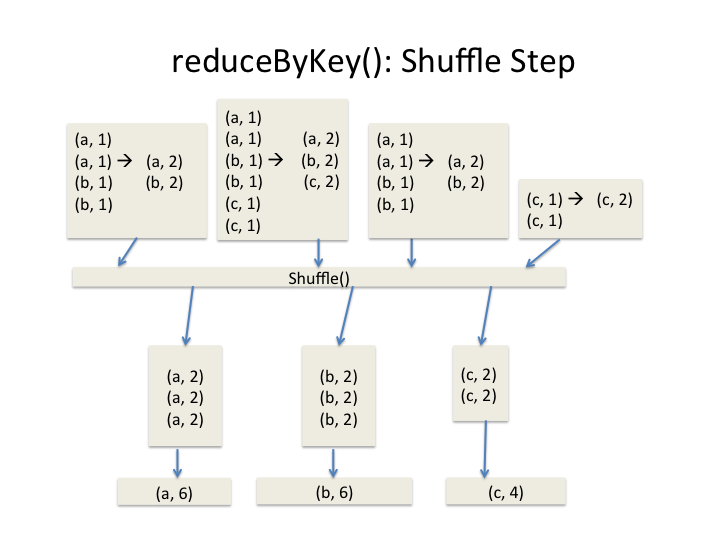 reduceByKey(): Shuffle Step
(a, 1)
(a, 1) → (a, 2)
(b, 1) (b, 2)
(b, 1)
(a, 1)
(a, 1) (a, 2)
(b, 1) → (b, 2)
(b, 1) (c, 2)
(c, 1)
(c, 1)
(a, 1)
(a, 1) → (a, 2)
(b, 1) (b, 2)
(b, 1)
(c, 1) → (c, 2)
(c, 1)
Shuffle()
(a, 2)
(a, 2)
(a, 2)
(b, 2)
(b, 2)
(b, 2)
(c, 2)
(c, 2)
(a, 6)
(b, 6)
(c, 4)